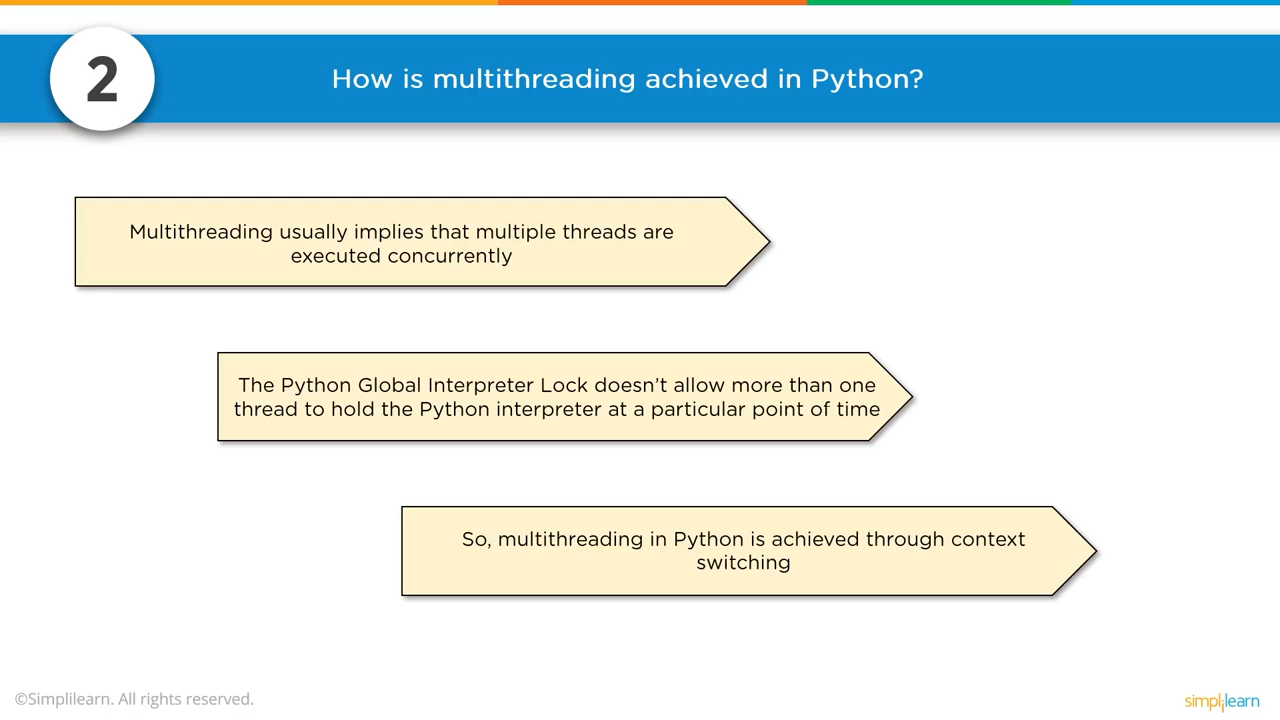 2
How is multithreading achieved in Python?
Multithreading usually implies that multiple threads are
executed concurrently
The Python Global Interpreter Lock doesn’t allow more than one
thread to hold the Python interpreter at a particular point of time
So, multithreading in Python is achieved through context
switching
©Simplilearn. All rights reserved.
simplilearn